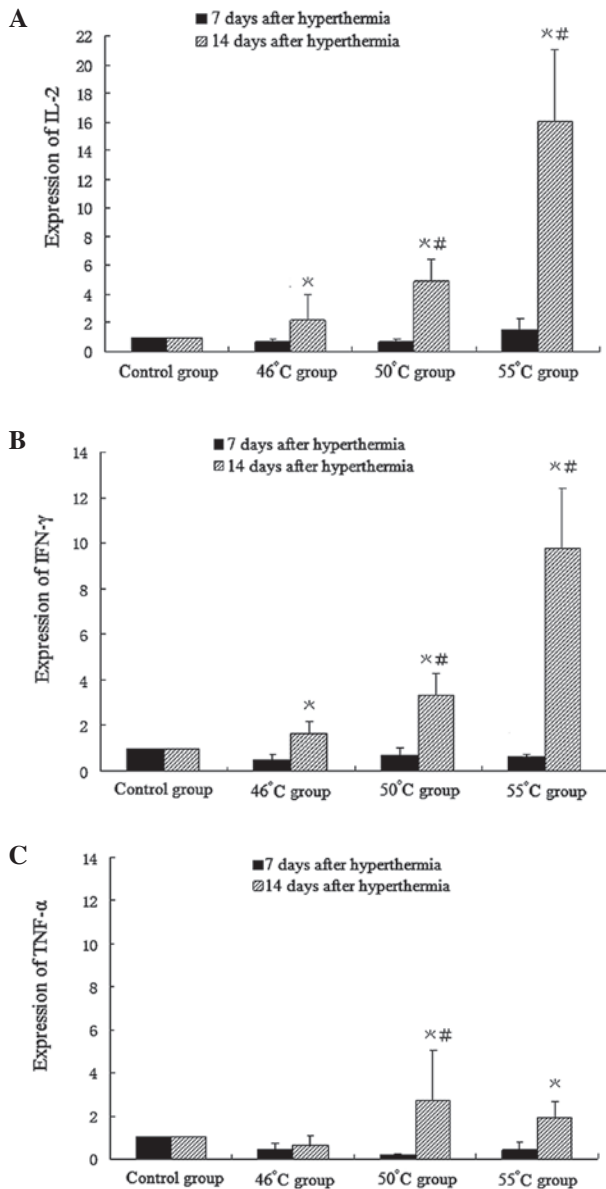 A
7 days after hyperthermia
14 days after hyperthermia
Expression of IL-2
22
20
18
16
14
12
10
8
6
4
2
0
* 
*#
*#
Control group 46°C group 50°C group 55°C group
B
7 days after hyperthermia
14 days after hyperthermia
Expression of IFN-γ
14
12
10
8
6
4
2
0
*
*#
*#
Control group 46°C group 50°C group 55°C group
C
7 days after hyperthermia
14 days after hyperthermia
Expression of TNF-α
14
12
10
8
6
4
2
0
*#
*
Control group 46°C group 50°C group 55°C group